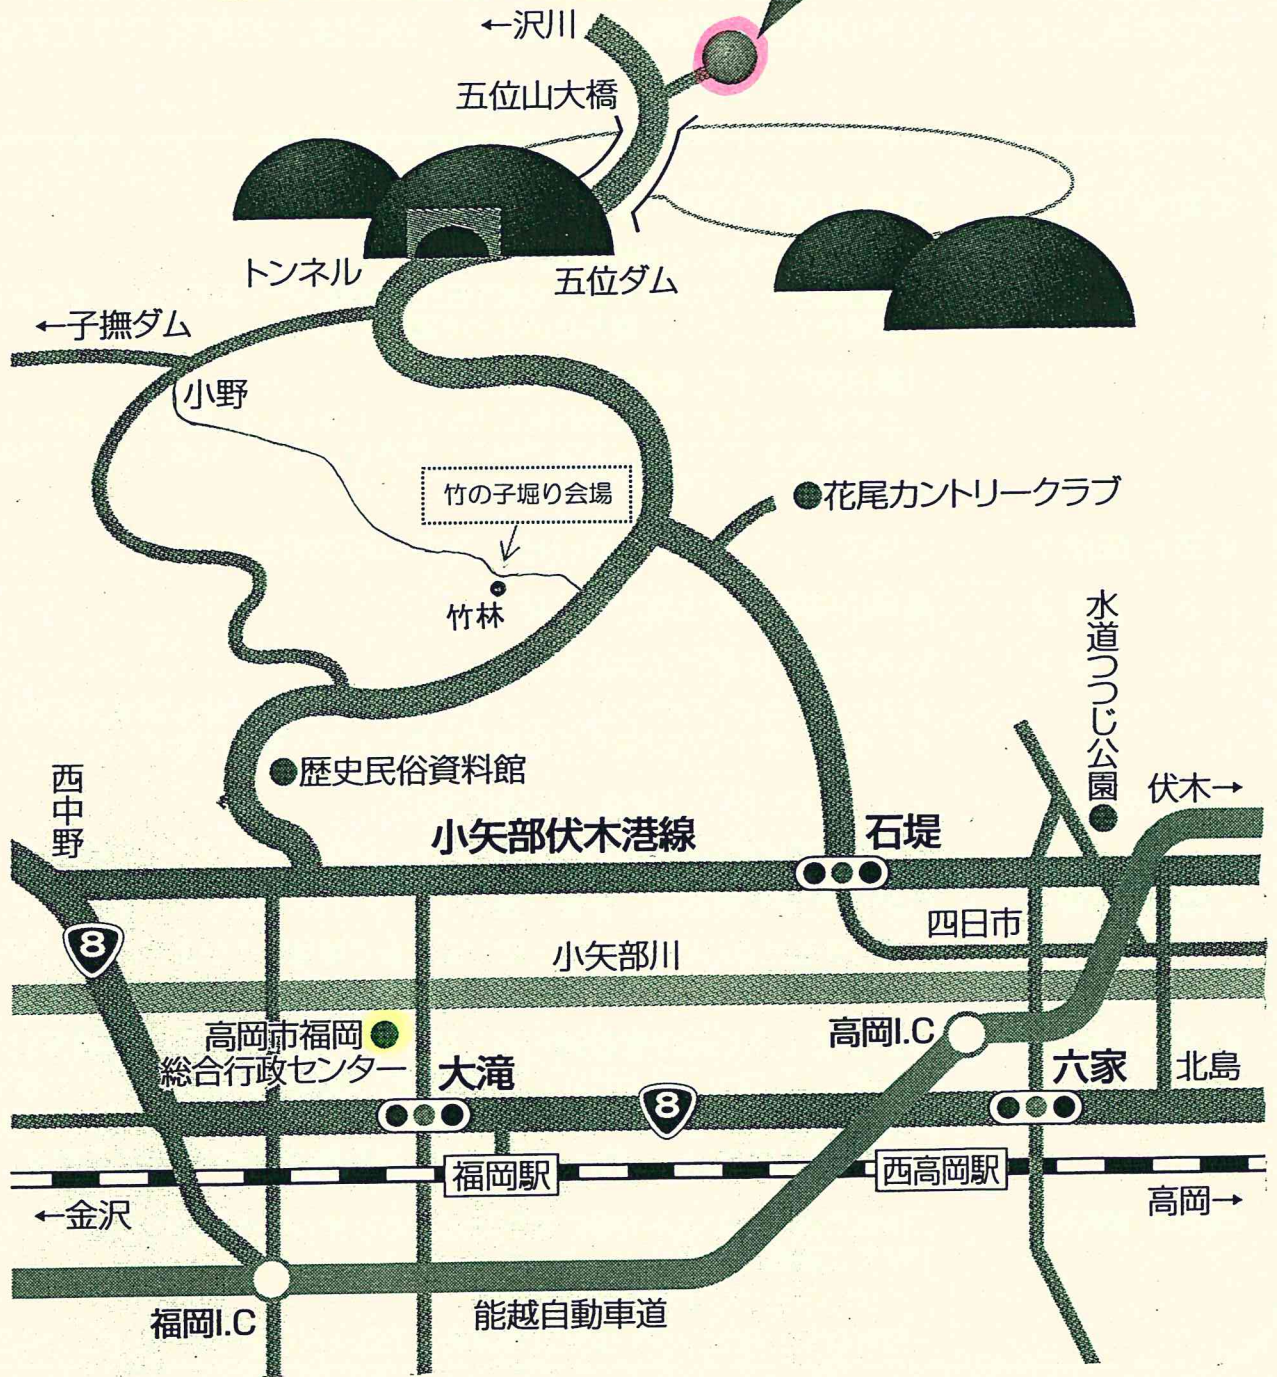 ←沢川
五位山大橋
トンネル
五位ダム
←子撫ダム
小野
竹の子堀り会場
花尾カントリークラブ
竹林
水道つつじ公園
歴史民俗資料館
西中野
伏木→
小矢部伏木港線
石堤
四日市
8
小矢部川
高岡市福岡
総合行政センター
高岡I.C
大滝
六家
北島
8
福岡駅
西高岡駅
←金沢
高岡→
福岡I.C
能越自動車道